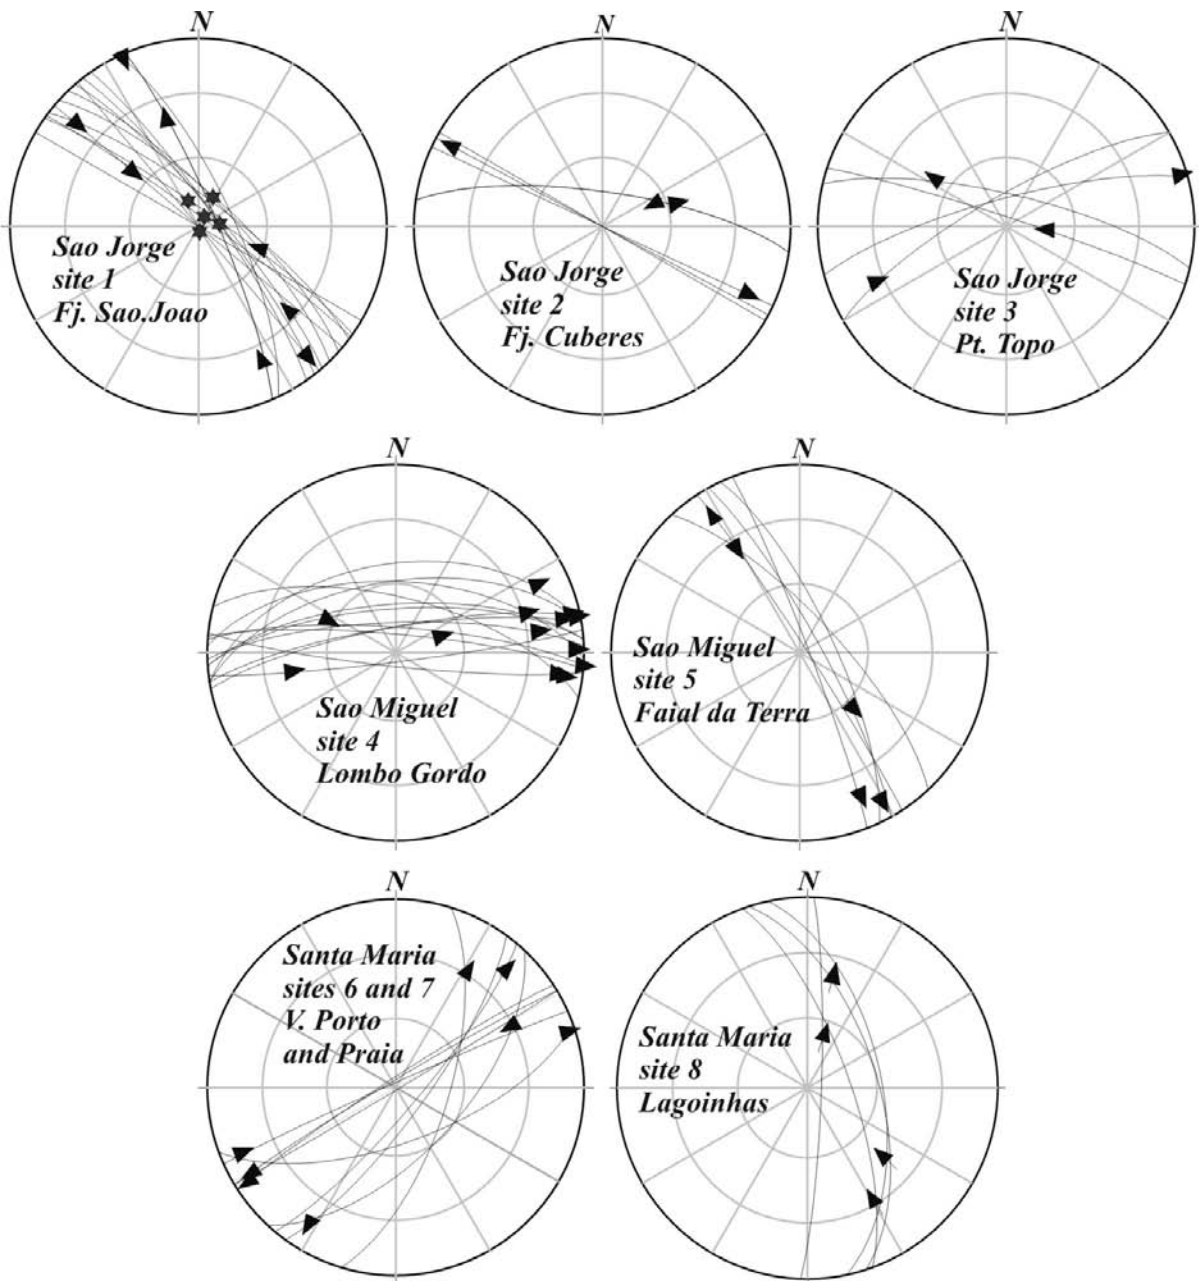 N
Sao Jorge
site 1
Fj. Sao.Joao
N
Sao Jorge
site 2
Fj. Cuberes
N
Sao Jorge
site 3
Pt. Topo
N
Sao Miguel
site 4
Lombo Gordo
N
Sao Miguel
site 5
Faial da Terra
N
Santa Maria
sites 6 and 7
V. Porto
and Praia
N
Santa Maria
site 8
Lagoinhas